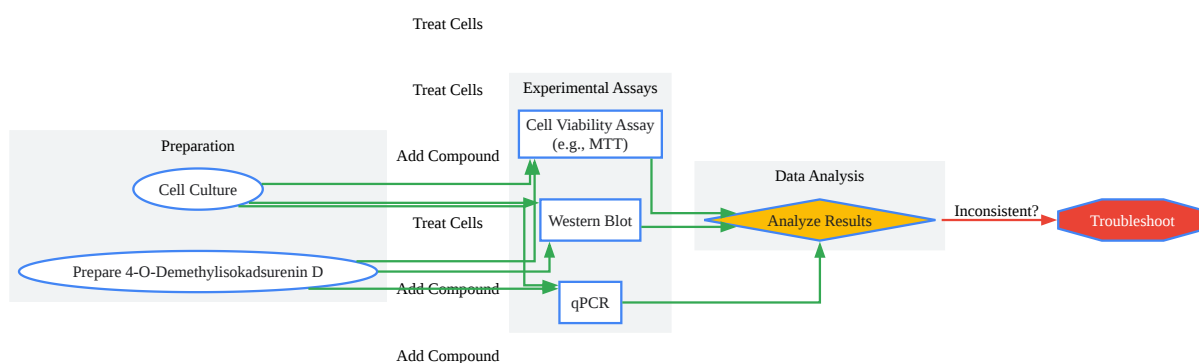 Treat Cells
Treat Cells
Experimental Assays
Cell Viability Assay
(e.g., MTT)
Preparation
Add Compound
Cell Culture
Data Analysis
Treat Cells
Western Blot
Analyze Results
Inconsistent?
Troubleshoot
Prepare 4-O-Demethylisokadsurenin D
Add Compound
qPCR
Add Compound